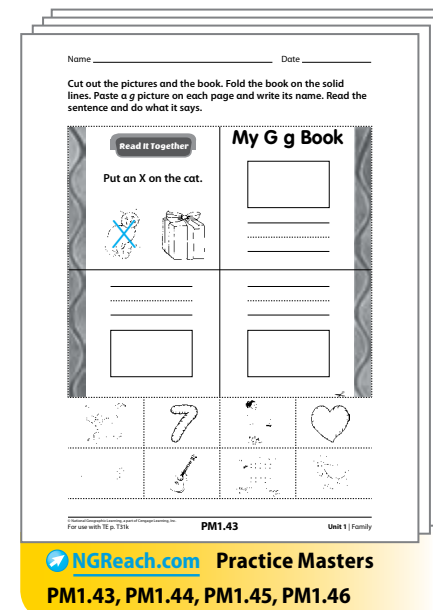 Name Date
Cut out the pictures and the book. Fold the book on the solid
lines. Paste a g picture on each page and write its name. Read the
sentence and do what it says.
Read It Together
Put an X on the cat.
My G g Book
7
© National Geographic Learning, a part of Cengage Learning, Inc.
For use with TE p. T31k
PM1.43
Unit 1 | Family
NGReach.com Practice Masters
PM1.43, PM1.44, PM1.45, PM1.46